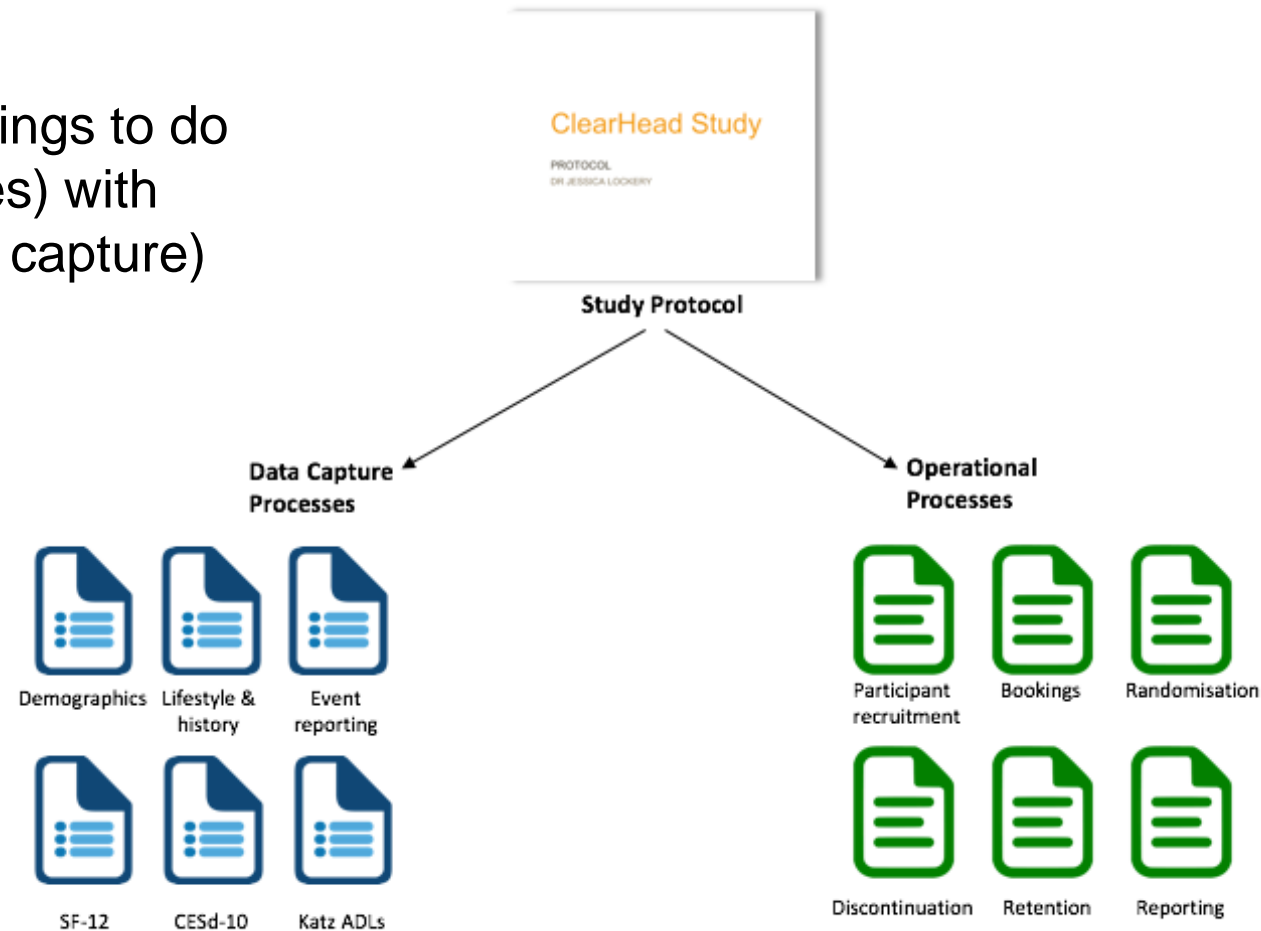 ings to do
es) with
capture)
ClearHead Study
PROTOCOL
DR JESSICA LOCKERY
Study Protocol
Data Capture
Processes
Operational
Processes
Demographics
Lifestyle &
history
Event
reporting
Participant
recruitment
Bookings
Randomisation
SF-12
CESd-10
Katz ADLs
Discontinuation
Retention
Reporting